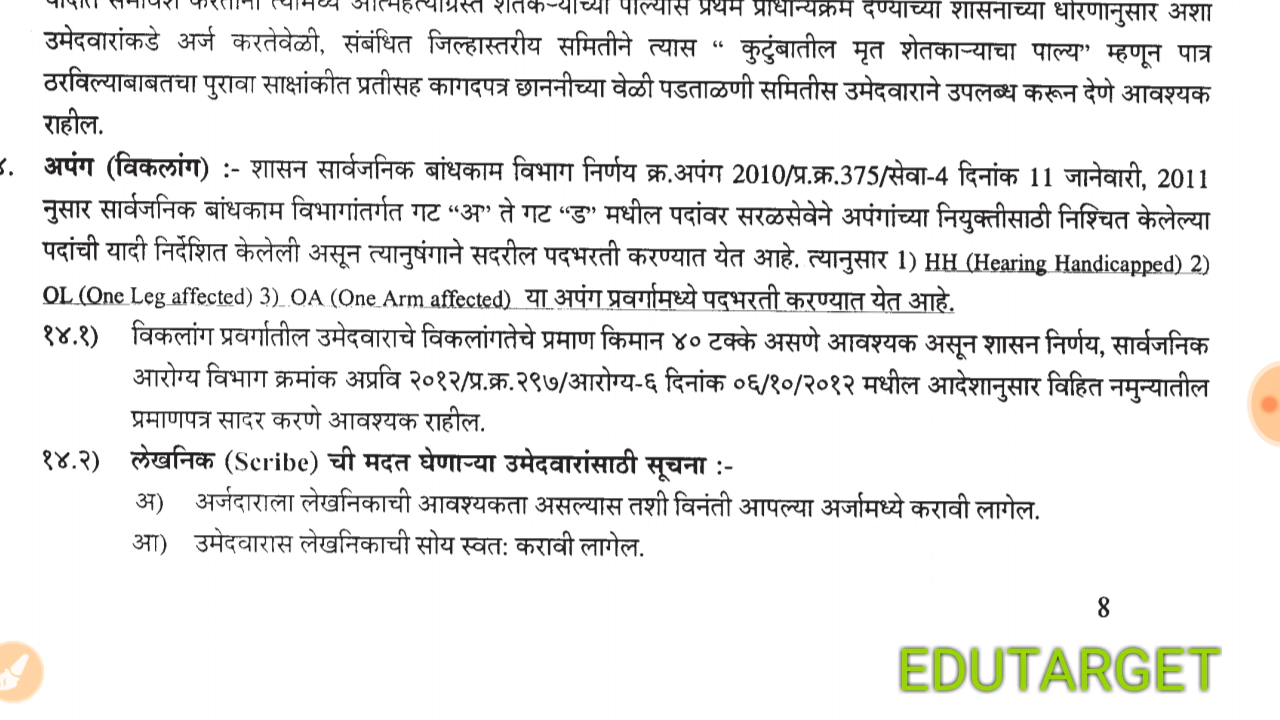 समाविष्ट करताना त्यामध्ये आत्महत्याग्रस्त शेतकऱ्यांच्या पाल्यास प्रथम प्राधान्यक्रम देण्याच्या शासनाच्या धोरणानुसार अशा
उमेदवारांकडे अर्ज करतेवेळी, संबंधित जिल्हास्तरीय समितीने त्यास “ कुटुंबातील मृत शेतकाऱ्याचा पाल्य” म्हणून पात्र
ठरविल्याबाबतचा पुरावा साक्षांकीत प्रतीसह कागदपत्र छाननीच्या वेळी पडताळणी समितीस उमेदवाराने उपलब्ध करून देणे आवश्यक
राहील.
४. अपंग (विकलांग) :- शासन सार्वजनिक बांधकाम विभाग निर्णय क्र.अपंग 2010/प्र.क्र.375/सेवा-4 दिनांक 11 जानेवारी, 2011
नुसार सार्वजनिक बांधकाम विभागांतर्गत गट “अ” ते गट “ड” मधील पदांवर सरळसेवेने अपंगांच्या नियुक्तीसाठी निश्चित केलेल्या
पदांची यादी निर्देशित केलेली असून त्यानुषंगाने सदरील पदभरती करण्यात येत आहे. त्यानुसार 1) HH (Hearing Handicapped) 2)
OL (One Leg affected) 3) OA (One Arm affected) या अपंग प्रवर्गामध्ये पदभरती करण्यात येत आहे.
१४.१) विकलांग प्रवर्गातील उमेदवाराचे विकलांगतेचे प्रमाण किमान ४० टक्के असणे आवश्यक असून शासन निर्णय, सार्वजनिक
आरोग्य विभाग क्रमांक अप्रवि २०१२/प्र.क्र.२९७/आरोग्य-६ दिनांक ०६/१०/२०१२ मधील आदेशानुसार विहित नमुन्यातील
प्रमाणपत्र सादर करणे आवश्यक राहील.
१४.२) लेखनिक (Scribe) ची मदत घेणाऱ्या उमेदवारांसाठी सूचना :-
अ) अर्जदाराला लेखनिकाची आवश्यकता असल्यास तशी विनंती आपल्या अर्जामध्ये करावी लागेल.
आ) उमेदवारास लेखनिकाची सोय स्वत: करावी लागेल.
8
EDUTARGET